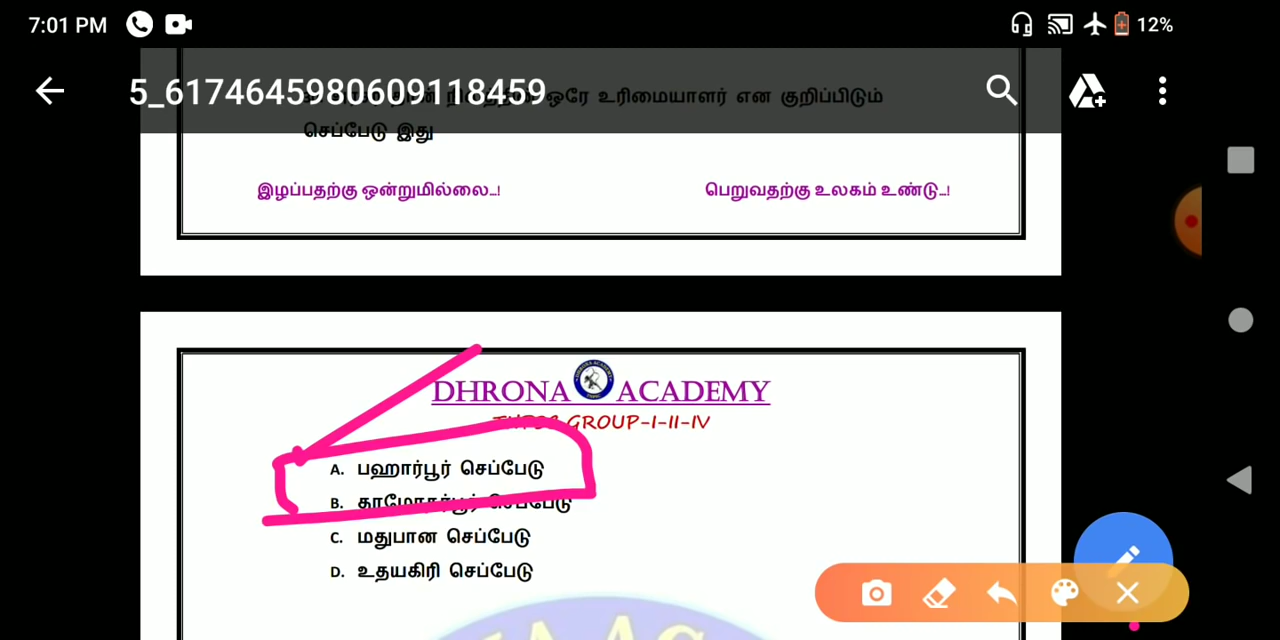 7:01 PM
12%
5_6174645980609118459
ஒரே உரிமையாளர் என குறிப்பிடும்
செப்பேடு இது
இழப்பதற்கு ஒன்றுமில்லை..! பெறுவதற்கு உலகம் உண்டு..!
DHRONA ACADEMY
GROUP-I-II-IV
A. பஹார்பூர் செப்பேடு
B. தாமோதர்பூர் செப்பேடு
C. மதுபான செப்பேடு
D. உதயகிரி செப்பேடு